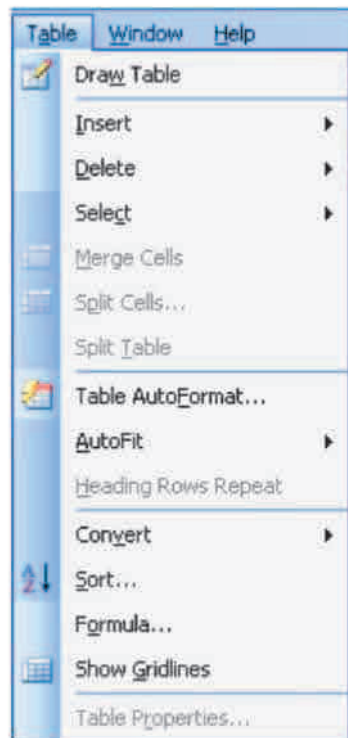 Table Window Help
Draw Table
Insert
Delete
Select
Merge Cells
Split Cells...
Split Table
Table AutoFormat...
AutoFit
Heading Rows Repeat
Convert
Sort...
Formula...
Show Gridlines
Table Properties...